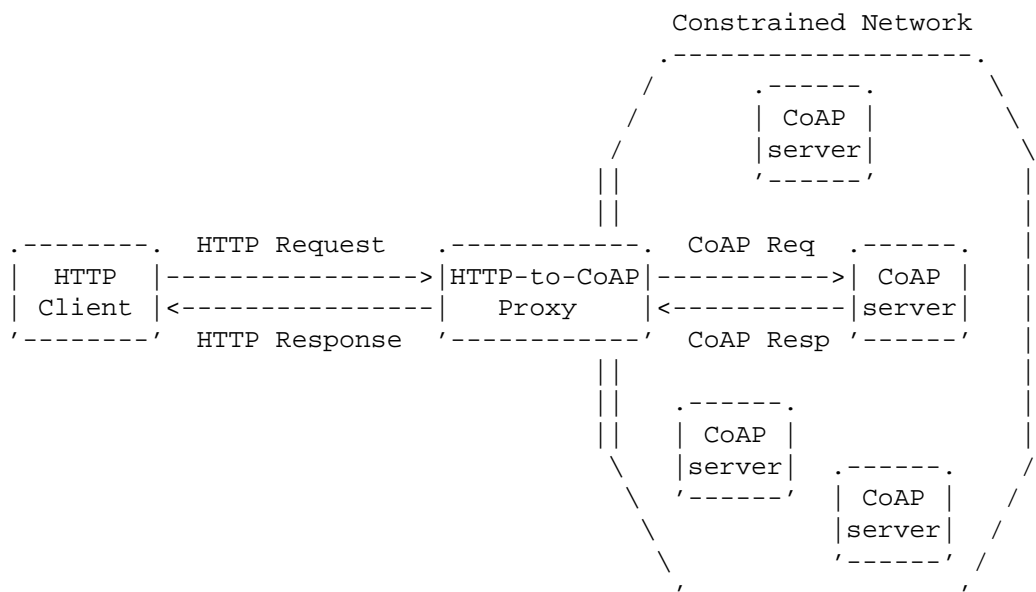 Constrained Network
CoAP
server
HTTP Request
CoAP Req
HTTP
Client
HTTP-to-CoAP
Proxy
CoAP
server
HTTP Response
CoAP Resp
CoAP
server
CoAP
server